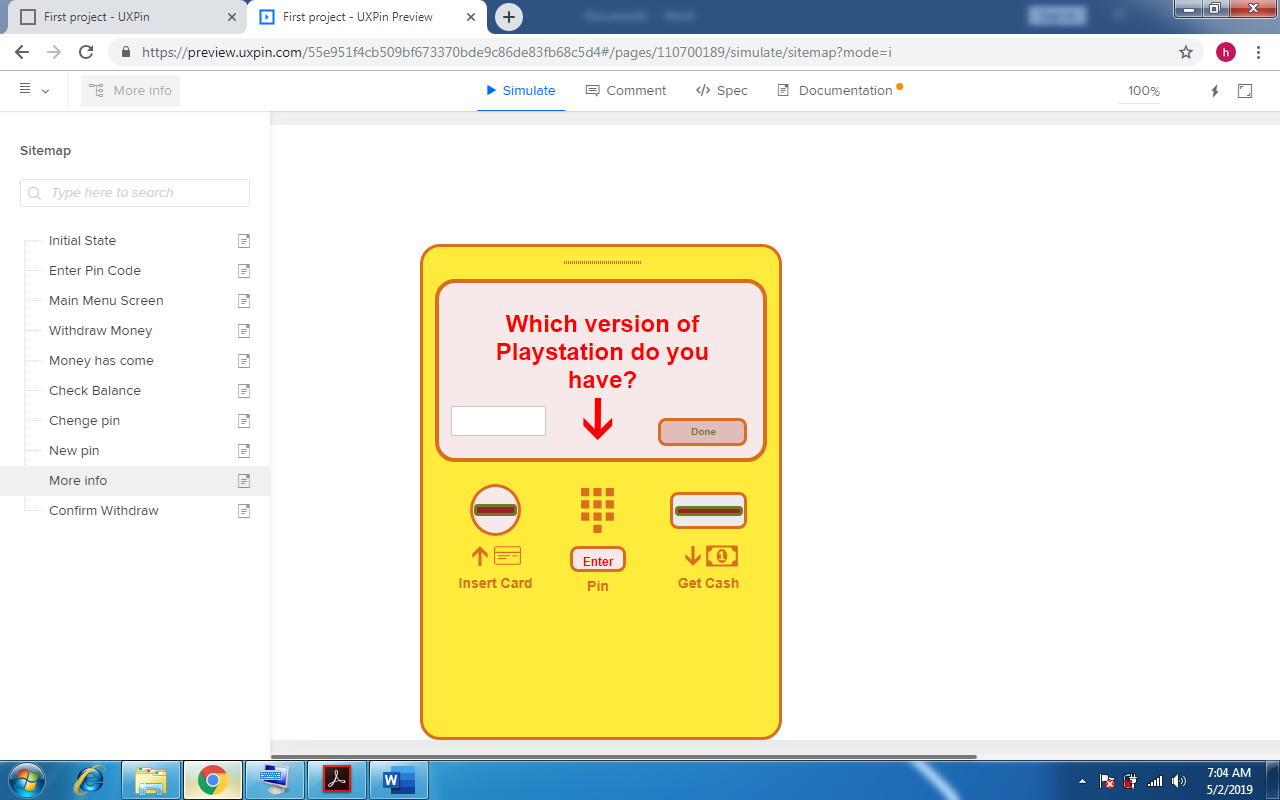 First project - UXPin
First project - UXPin Preview
https://preview.uxpin.com/55e951f4cb509bf673370bde9c86de83fb68c5d4#/pages/110700189/simulate/sitemap?mode=i
h
More info
Simulate
Comment
Spec
Documentation
100%
Sitemap
Type here to search
Initial State
Enter Pin Code
Main Menu Screen
Withdraw Money
Money has come
Check Balance
Chenge pin
New pin
More info
Confirm Withdraw
Which version of
Playstation do you
have?
Done
Enter
1
Insert Card
Pin
Get Cash
W
7:04 AM
5/2/2019